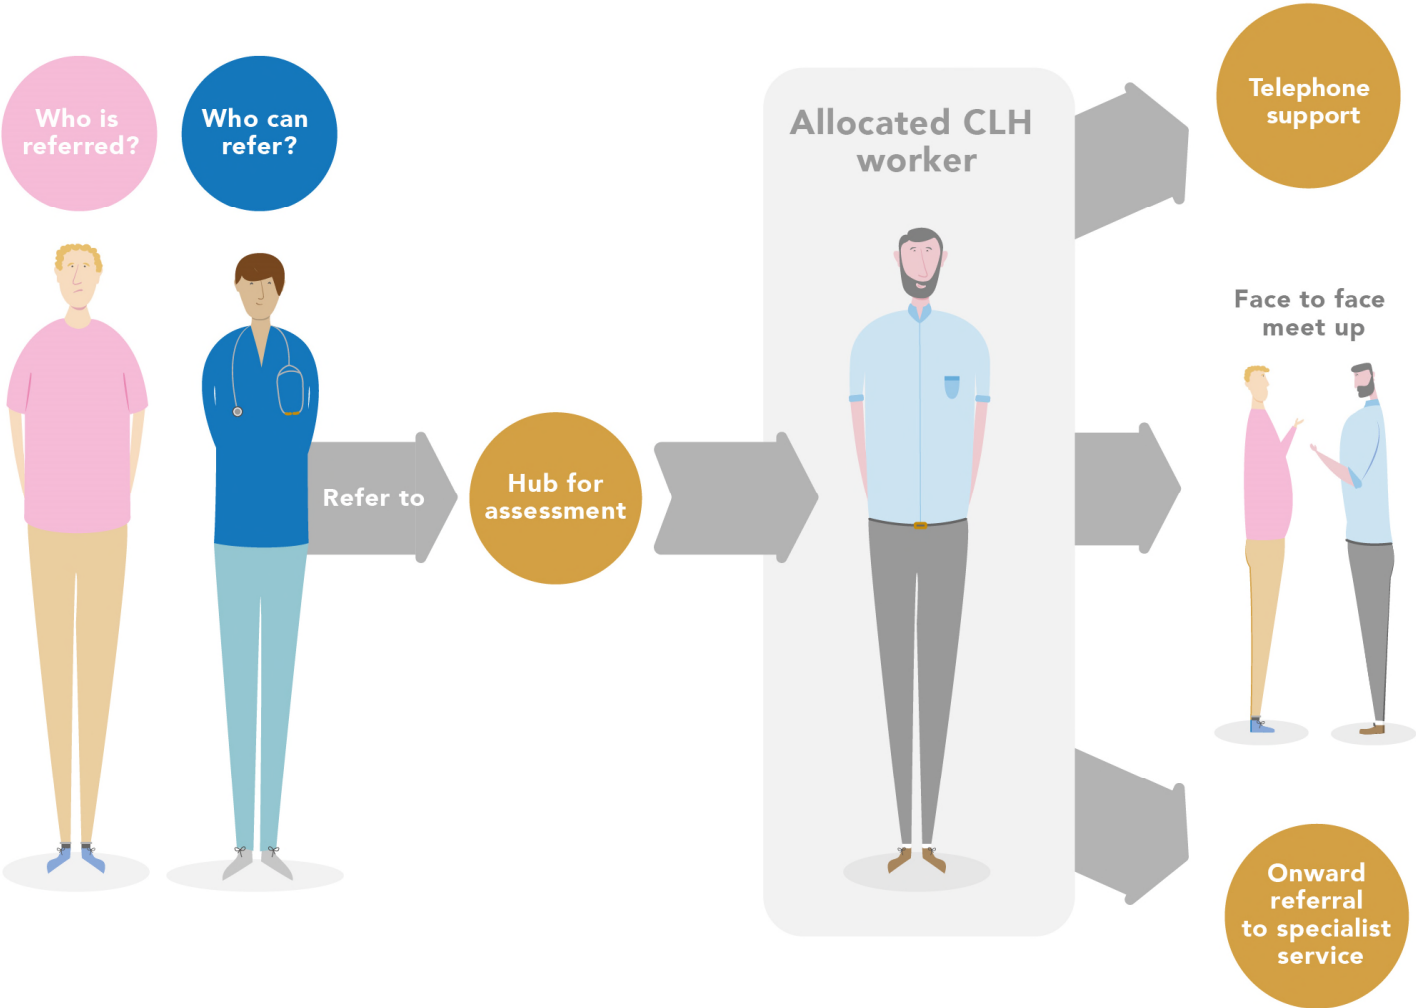 Who is
referred?
Who can
refer?
Refer to
Hub for
assessment
Allocated CLH
worker
Telephone
support
Face to face
meet up
Onward
referral
to specialist
service